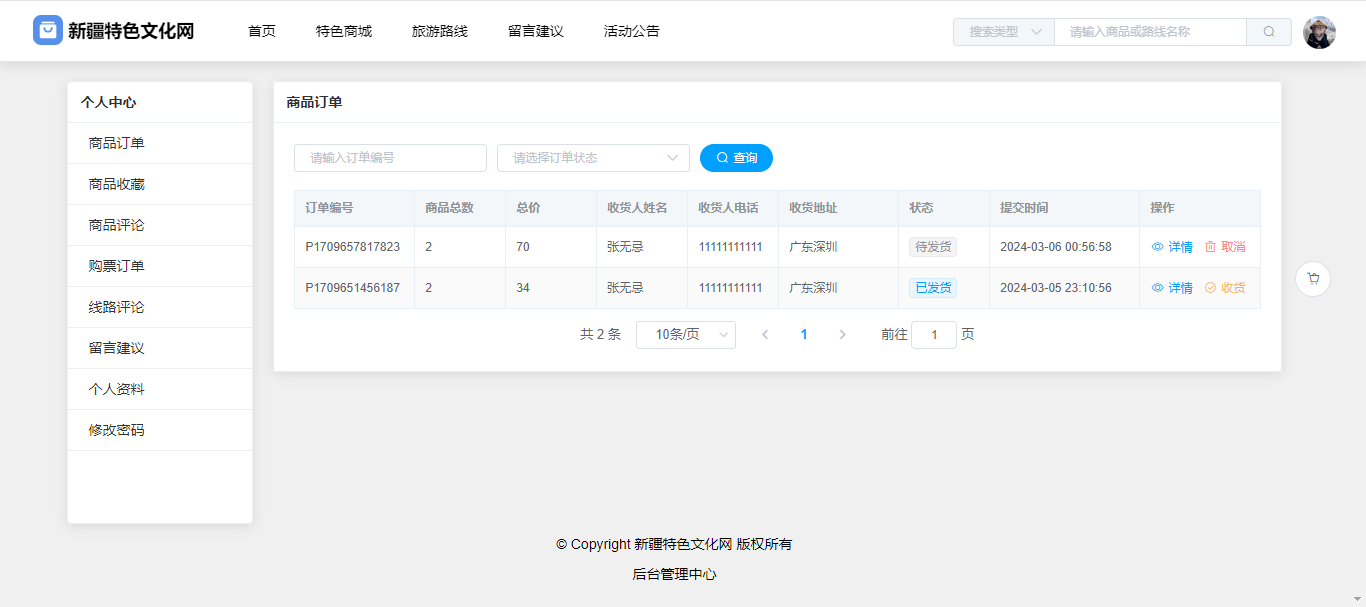 新疆特色文化网 首页 特色商城 旅游路线 留言建议 活动公告 搜索类型 请输入商品或路线名称
个人中心
商品订单
商品收藏
商品评论
购票订单
线路评论
留言建议
个人资料
修改密码
商品订单
请输入订单编号 请选择订单状态 查询
订单编号 商品总数 总价 收货人姓名 收货人电话 收货地址 状态 提交时间 操作
P1709657817823 2 70 张无忌 11111111111 广东深圳 待发货 2024-03-06 00:56:58 详情 取消
P1709651456187 2 34 张无忌 11111111111 广东深圳 已发货 2024-03-05 23:10:56 详情 收货
共 2 条 10条/页 1 前往 1 页
© Copyright 新疆特色文化网 版权所有
后台管理中心